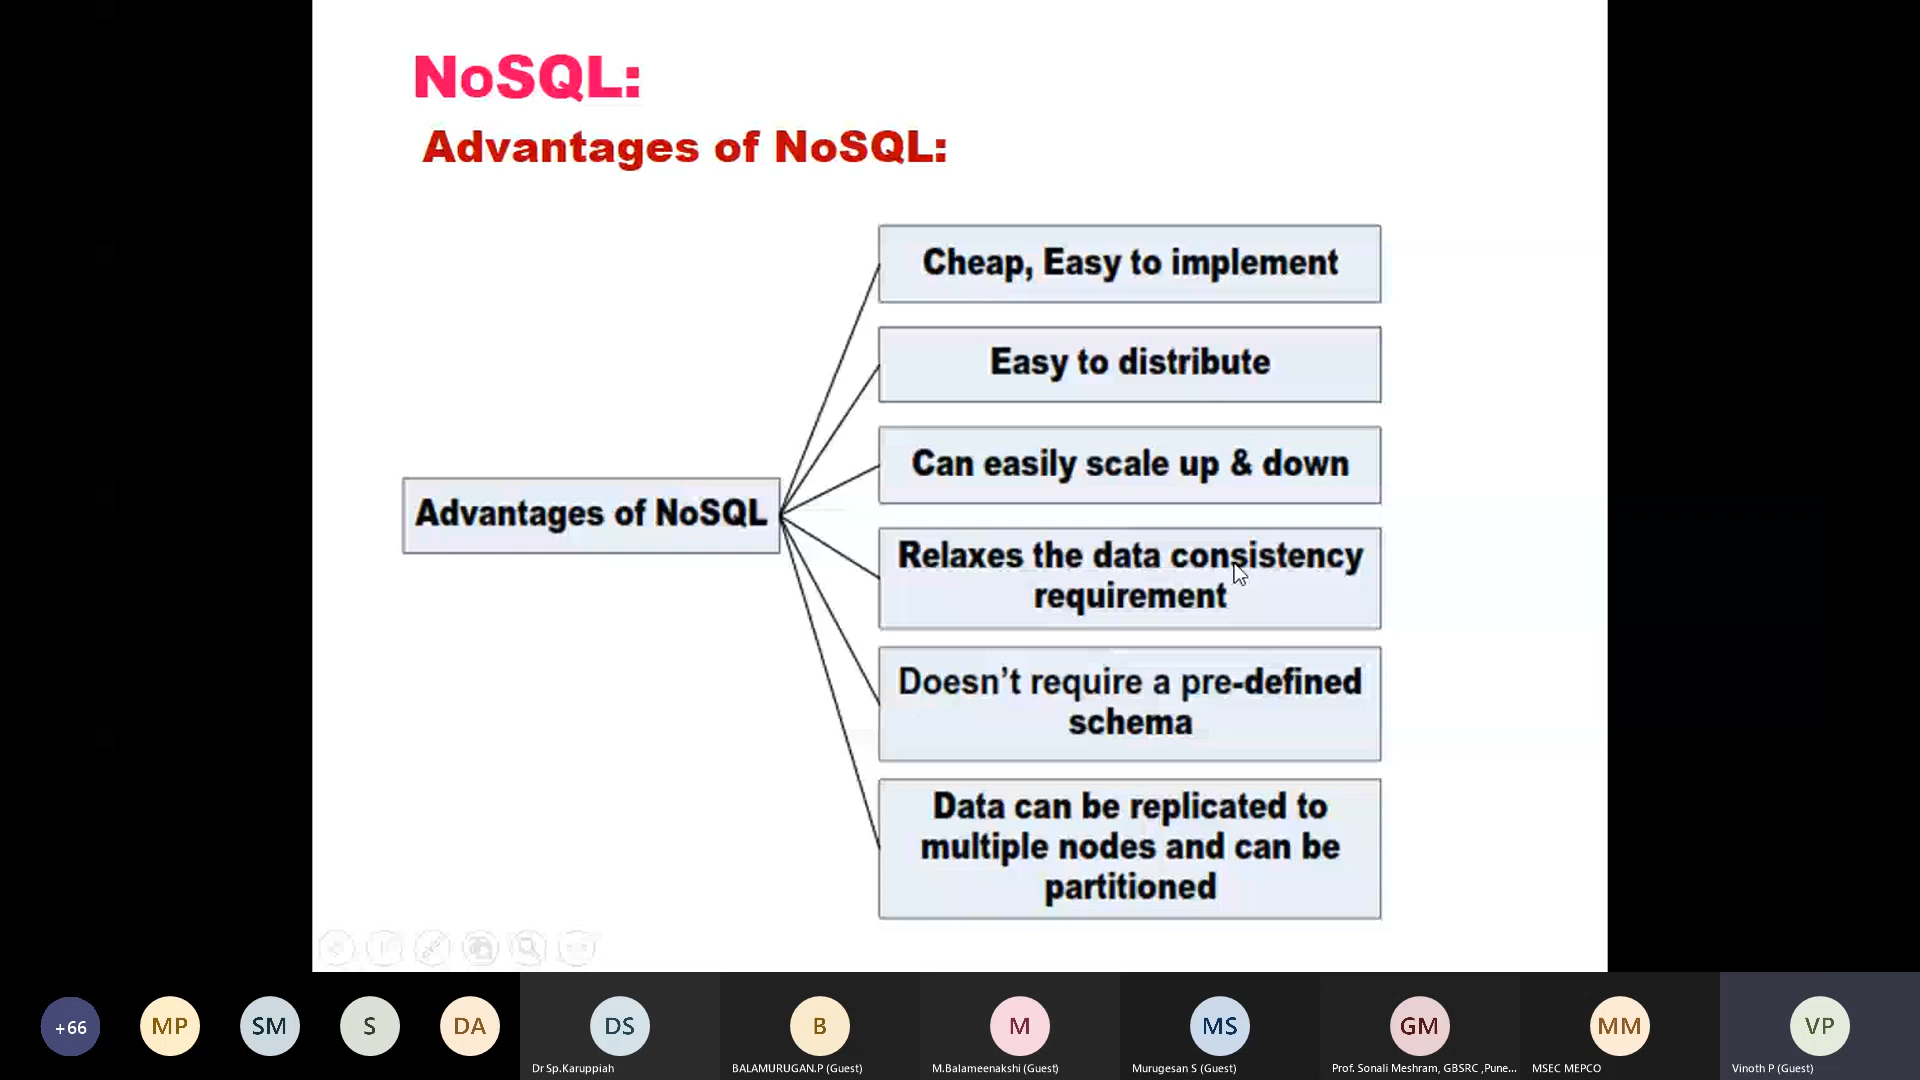 NoSQL:
Advantages of NoSQL:
Advantages of NoSQL
Cheap, Easy to implement
Easy to distribute
Can easily scale up & down
Relaxes the data consistency
requirement
Doesn’t require a pre-defined
schema
Data can be replicated to
multiple nodes and can be
partitioned
+66
MP
SM
S
DA
DS
B
M
MS
GM
MM
VP
Dr Sp.Karuppiah
BALAMURUGAN.P (Guest)
M.Balameenakshi (Guest)
Murugesan S (Guest)
Prof. Sonali Meshram, GBSRC ,Pune...
MSEC MEPCO
Vinoth P (Guest)